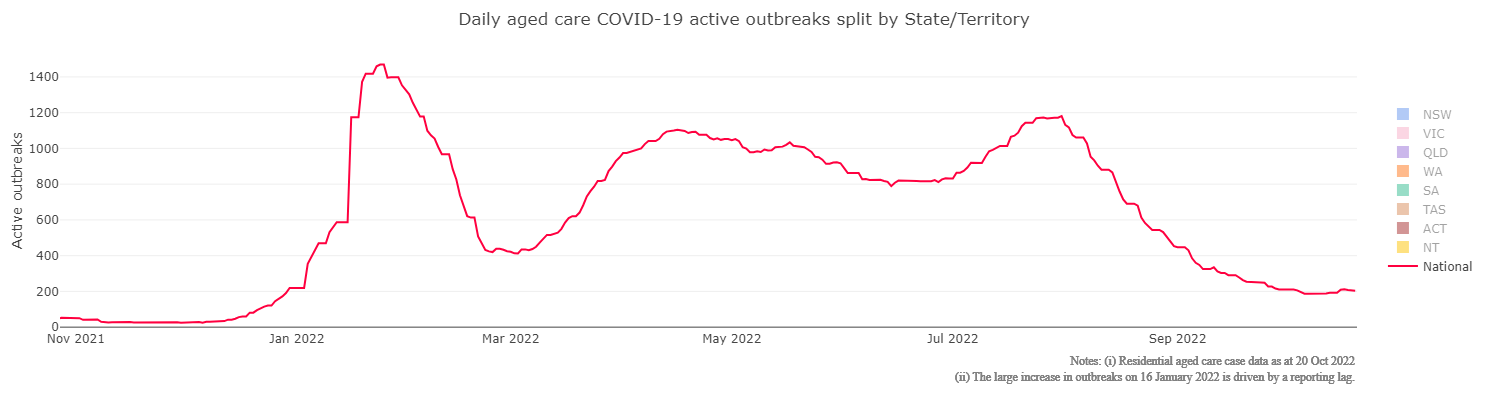 Daily aged care COVID-19 active outbreaks split by State/Territory
Active outbreaks
1400
1200
1000
800
600
400
200
0
Nov 2021 Jan 2022 Mar 2022 May 2022 Jul 2022 Sep 2022
NSW
VIC
QLD
WA
SA
TAS
ACT
NT
National
Notes: (i) Residential aged care case data as at 20 Oct 2022
(ii) The large increase in outbreaks on 16 January 2022 is driven by a reporting lag.